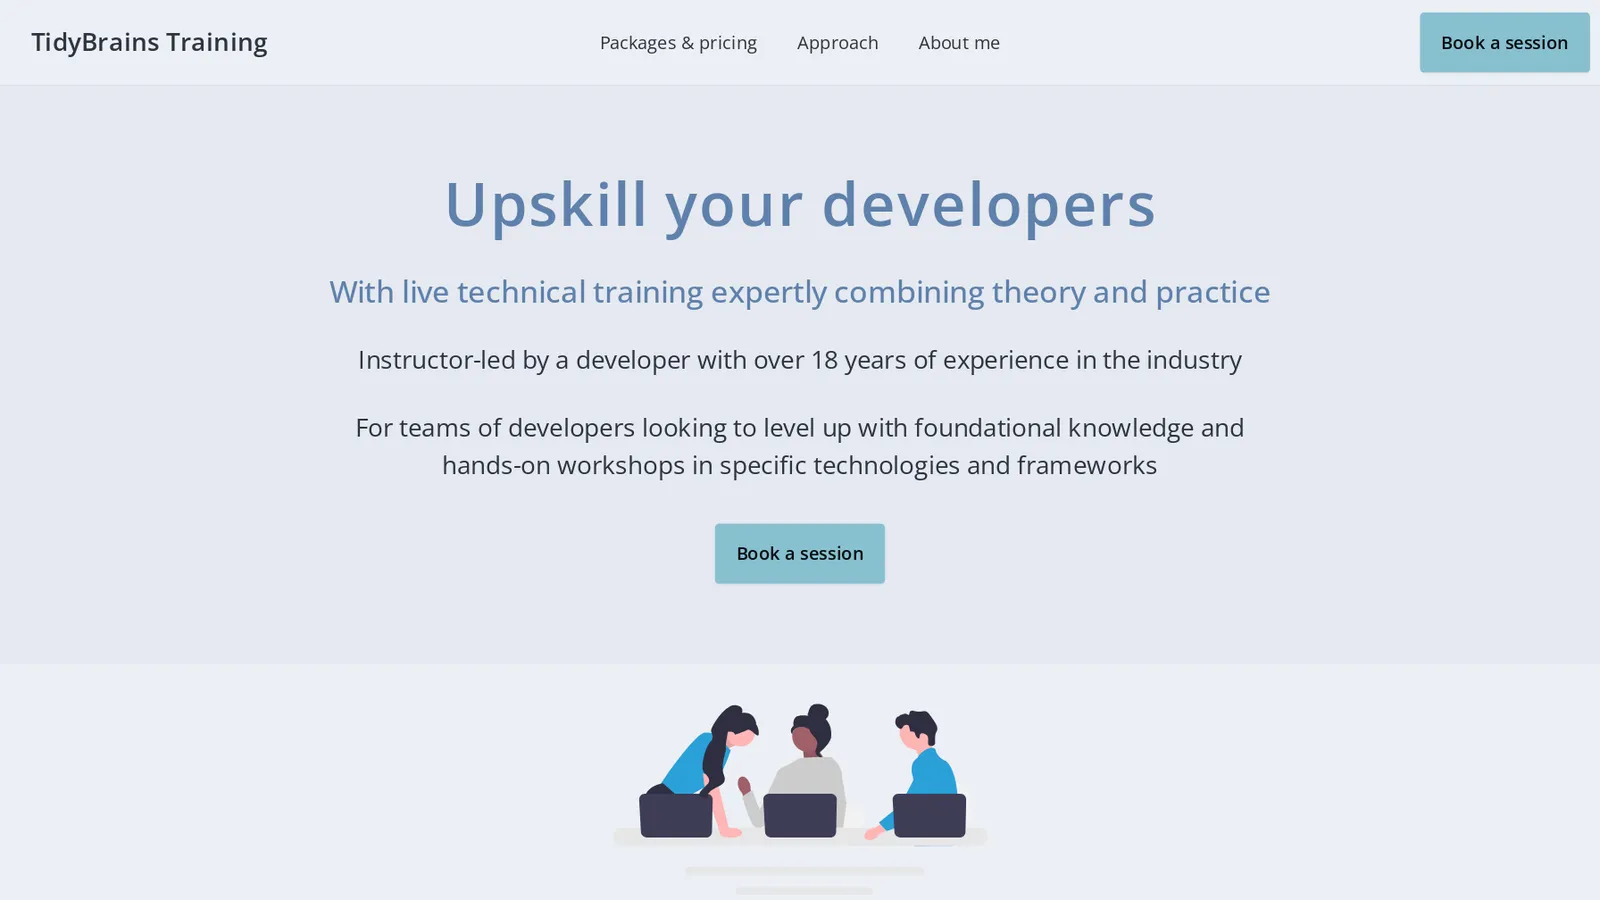 TidyBrains Training
Packages & pricing
Approach
About me
Book a session
Upskill your developers
With live technical training expertly combining theory and practice
Instructor-led by a developer with over 18 years of experience in the industry
For teams of developers looking to level up with foundational knowledge and
hands-on workshops in specific technologies and frameworks
Book a session